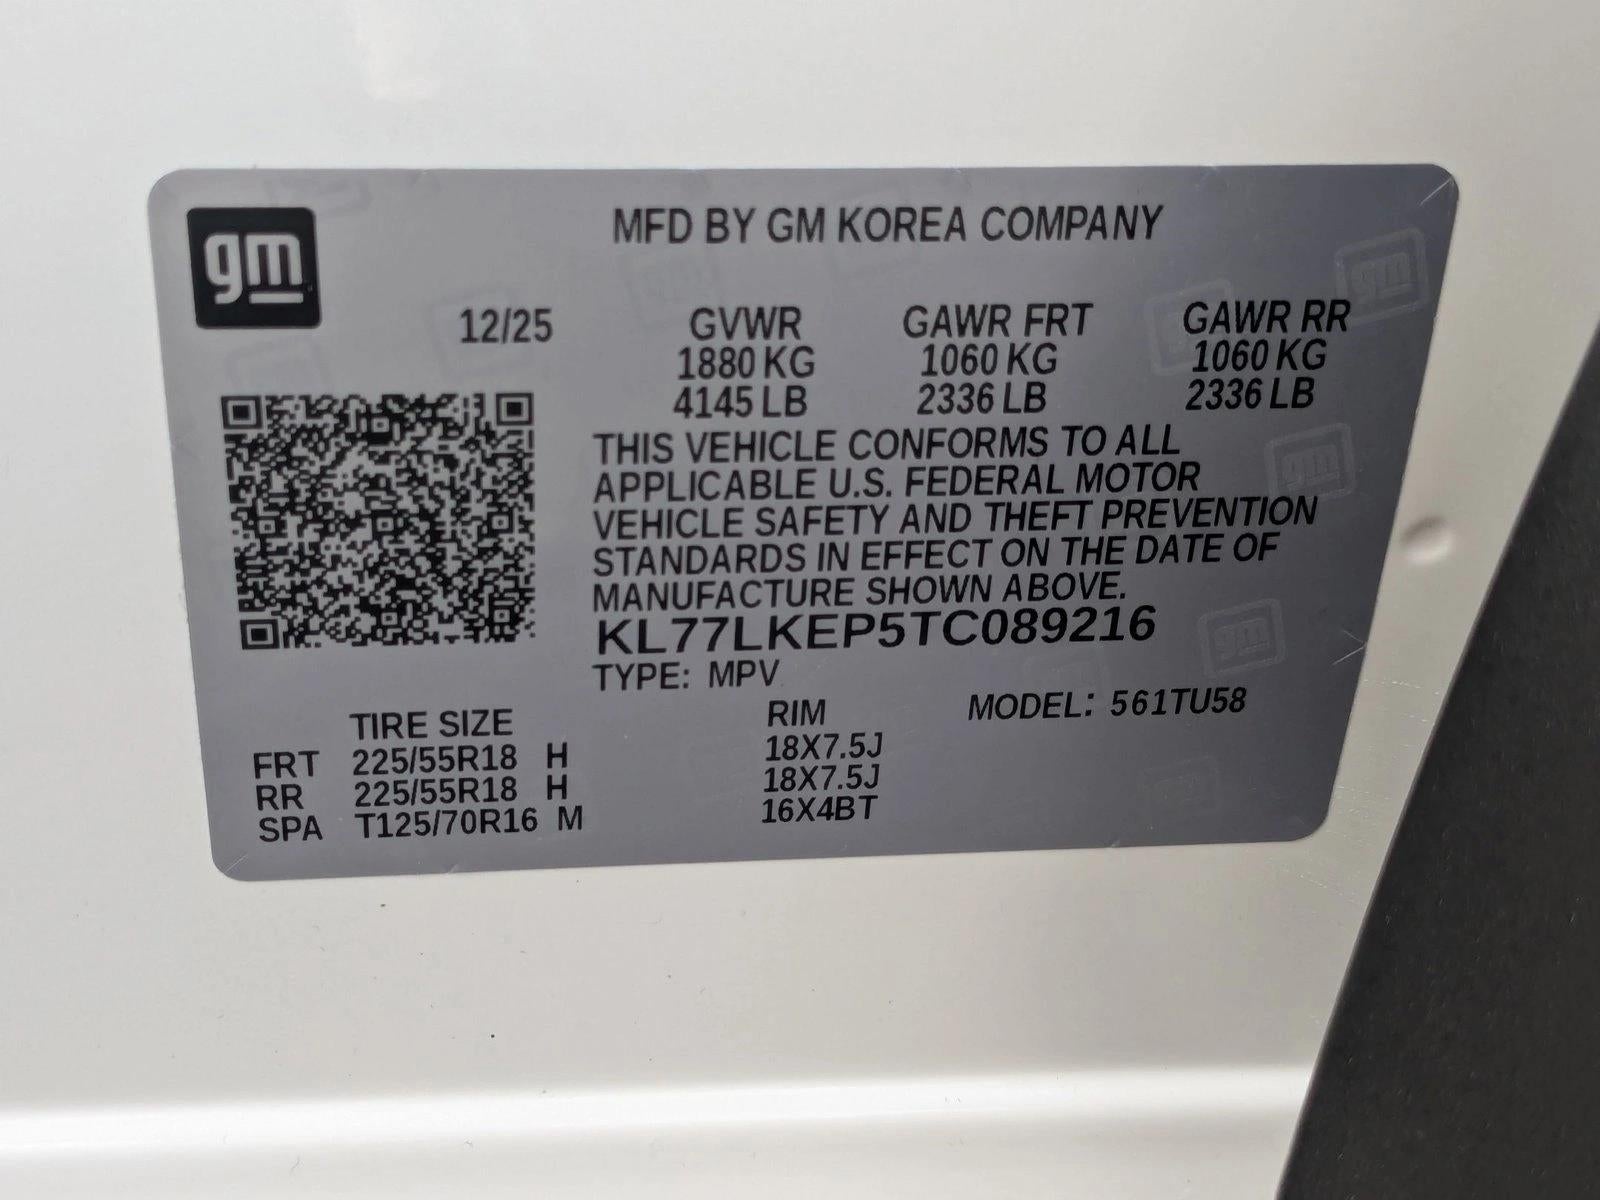 gm
MFD BY GM KOREA COMPANY
12/25 GVWR GAWR FRT GAWR RR
1880 KG 1060 KG 1060 KG
4145 LB 2336 LB 2336 LB
THIS VEHICLE CONFORMS TO ALL
APPLICABLE U.S. FEDERAL MOTOR
VEHICLE SAFETY AND THEFT PREVENTION
STANDARDS IN EFFECT ON THE DATE OF
MANUFACTURE SHOWN ABOVE.
KL77LKEP5TC089216
TYPE: MPV
TIRE SIZE RIM MODEL: 561TU58
FRT 225/55R18 H 18X7.5J
RR 225/55R18 H 18X7.5J
SPA T125/70R16 M 16X4BT